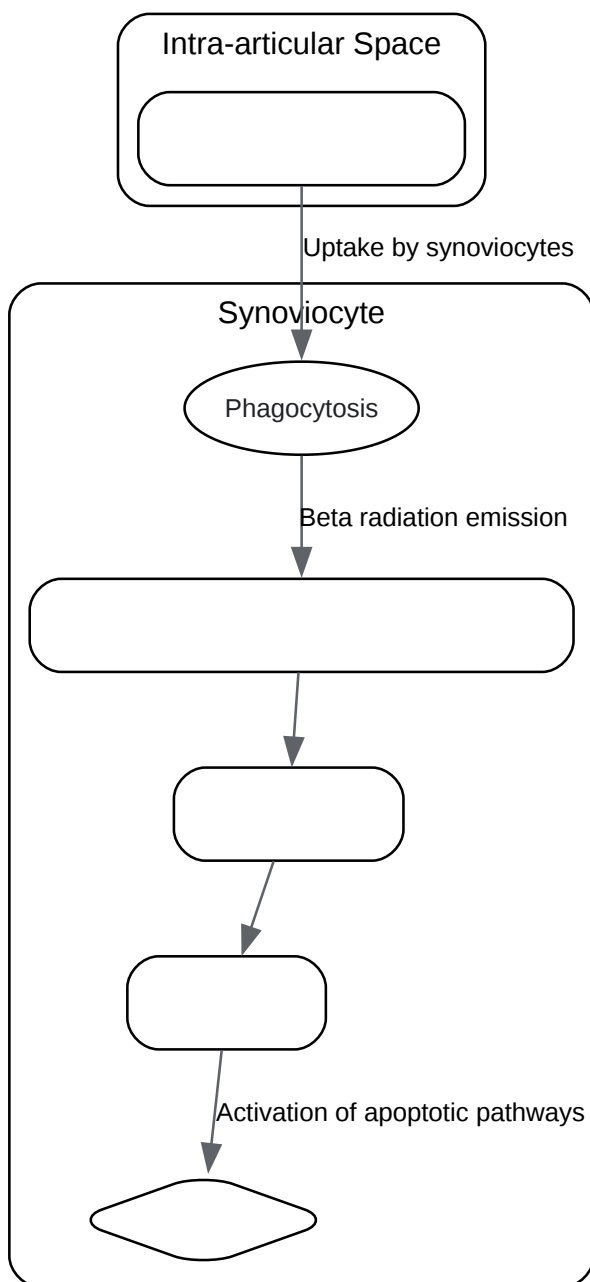 Intra-articular Space
Uptake by synoviocytes
Synoviocyte
Phagocytosis
Beta radiation emission
Activation of apoptotic pathways